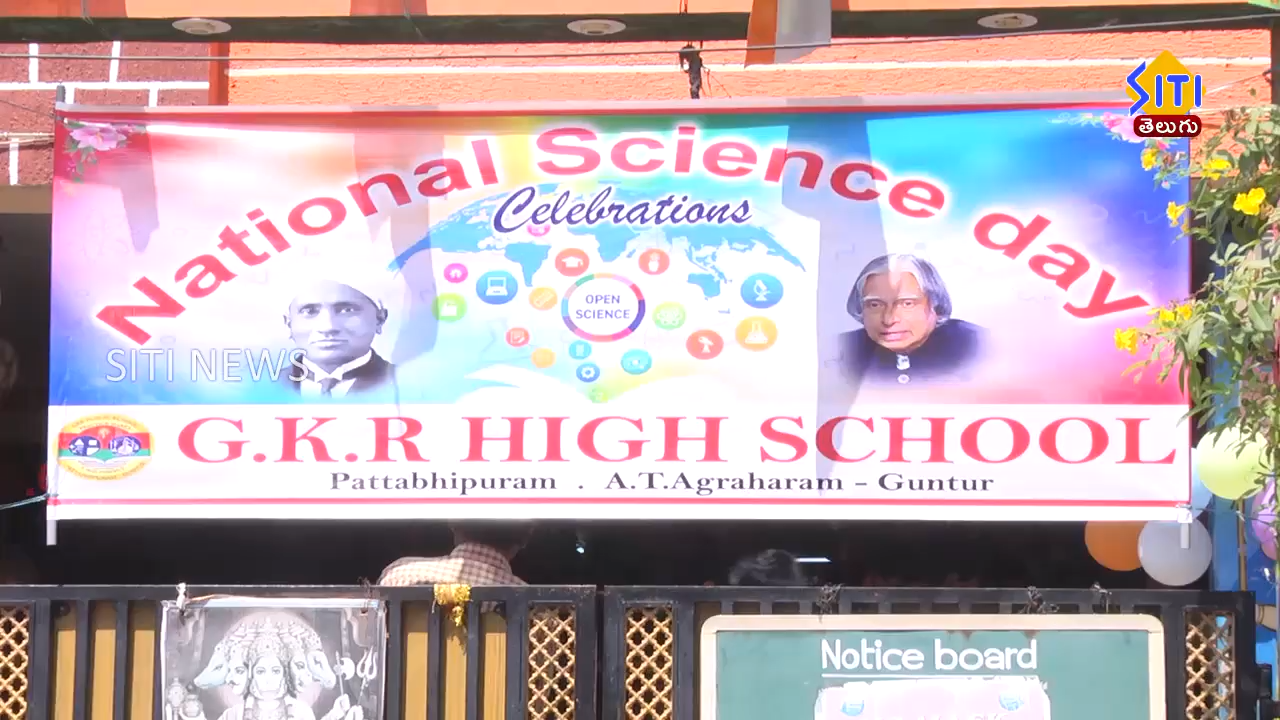 SITI
తెలుగు
National Science day
Celebrations
OPEN
SCIENCE
SITI NEWS
G.K.R HIGH SCHOOL
Pattabhipuram . A.T.Agraharam - Guntur
Notice board